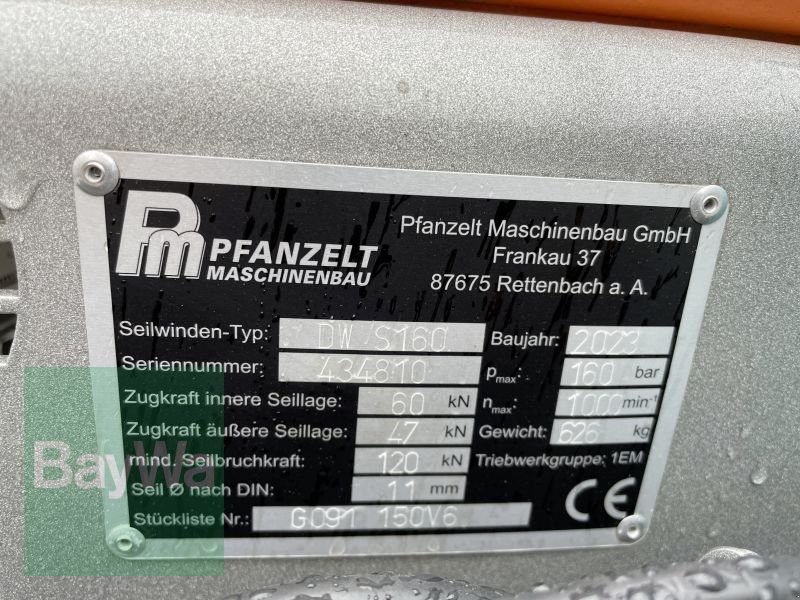 Pm PFANZELT
MASCHINENBAU
Pfanzelt Maschinenbau GmbH
Frankau 37
87675 Rettenbach a. A.
Seilwinden-Typ: DW S160 Baujahr: 2023
Seriennummer: 434810 pmax: 160 bar
Zugkraft innere Seillage: 60 kN nmax: 1000 min-1
Zugkraft äußere Seillage: 47 kN Gewicht: 626 kg
mind. Seilbruchkraft: 120 kN Triebwerkgruppe: 1EM
Seil Ø nach DIN: 11 mm
Stückliste Nr.: G091 150V6 CE
BayWa